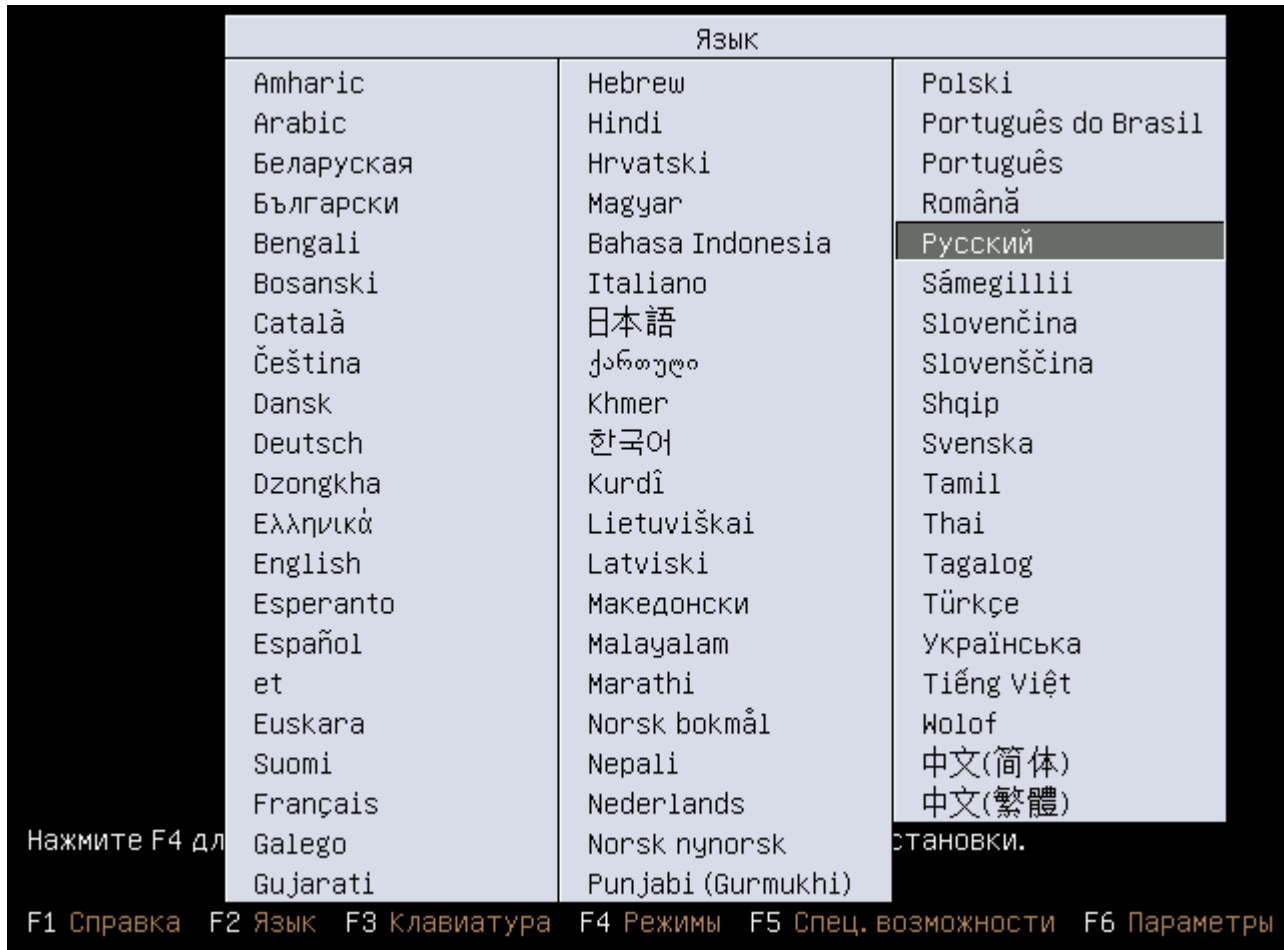 Язык
Amharic
Arabic
Беларуская
Български
Bengali
Bosanski
Català
Čeština
Dansk
Deutsch
Dzongkha
Ελληνικά
English
Esperanto
Español
et
Euskara
Suomi
Français
Galego
Gujarati
Hebrew
Hindi
Hrvatski
Magyar
Bahasa Indonesia
Italiano
日本語
ქართული
Khmer
한국어
Kurdî
Lietuviškai
Latviski
Македонски
Malayalam
Marathi
Norsk bokmål
Nepali
Nederlands
Norsk nynorsk
Punjabi (Gurmukhi)
Polski
Português do Brasil
Português
Română
Русский
Sámegillii
Slovenčina
Slovenščina
Shqip
Svenska
Tamil
Thai
Tagalog
Türkçe
Українська
Tiếng Việt
Wolof
中文(简体)
中文(繁體)
Нажмите F4
F1 Справка F2 Язык F3 Клавиатура F4 Режимы F5 Спец. возможности F6 Параметры